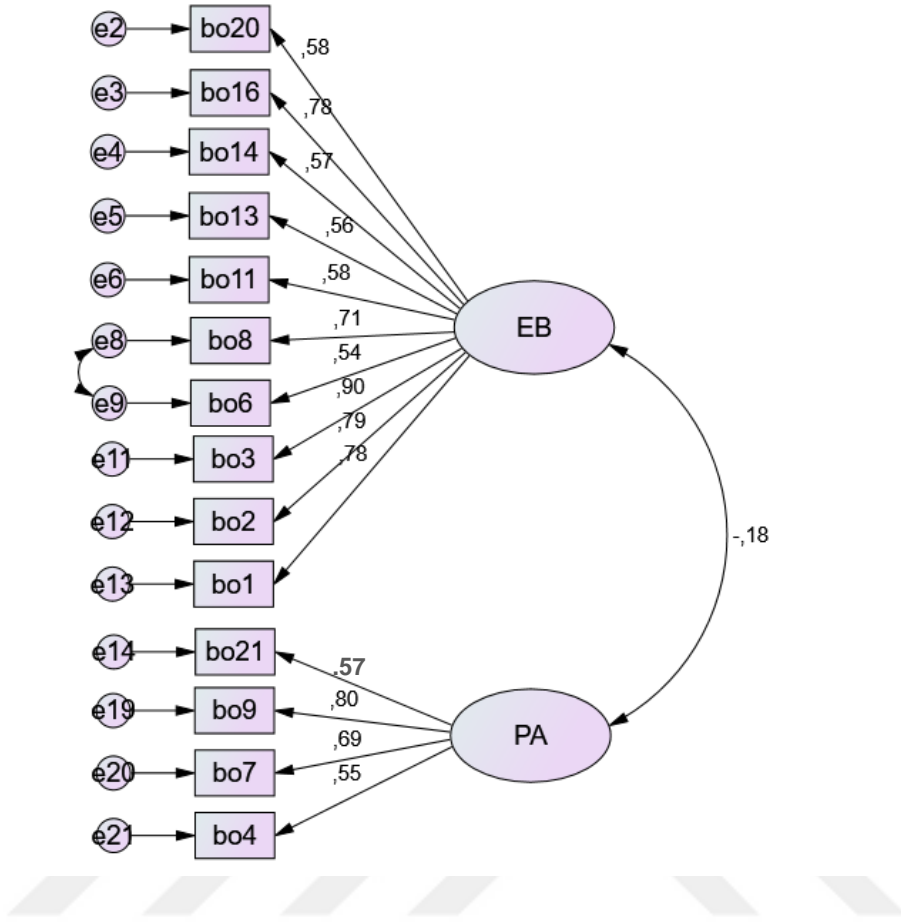 e2 bo20 ,58
e3 bo16 ,78
e4 bo14 ,57
e5 bo13 ,56
e6 bo11 ,58
EB
e8 bo8 ,71
,54
e9 bo6 ,90
,79
e11 bo3 ,78
e12 bo2
-,18
e13 bo1
e14 bo21 .57
e19 bo9 ,80
PA
e20 bo7 ,69
,55
e21 bo4